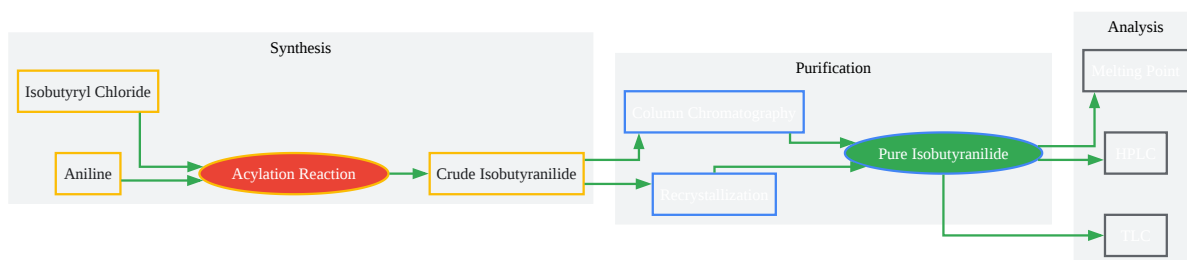 Synthesis
Isobutyryl Chloride
Aniline
Acylation Reaction
Crude Isobutyranilide
Purification
Column Chromatography
Recrystallization
Pure Isobutyranilide
Analysis
Melting Point
HPLC
TLC